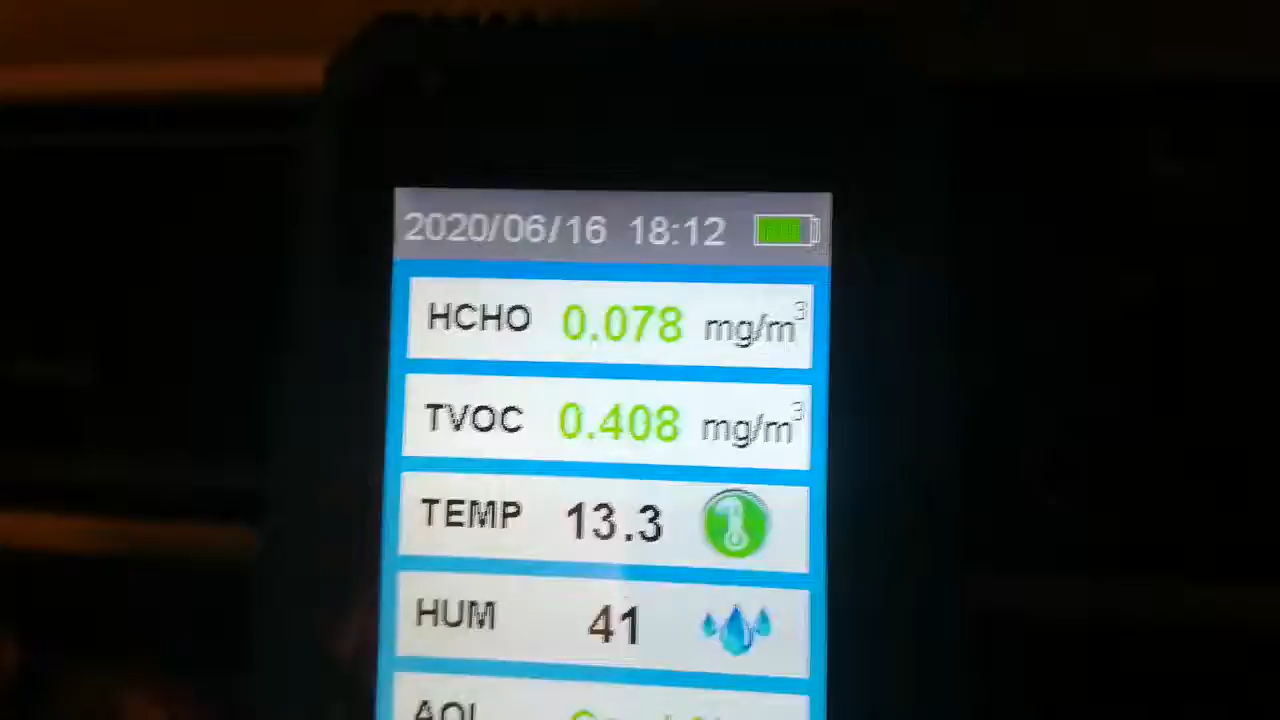 2020/06/16 18:12
HCHO 0.078 mg/m³
TVOC 0.408 mg/m³
TEMP 13.3
HUM 41
AQI